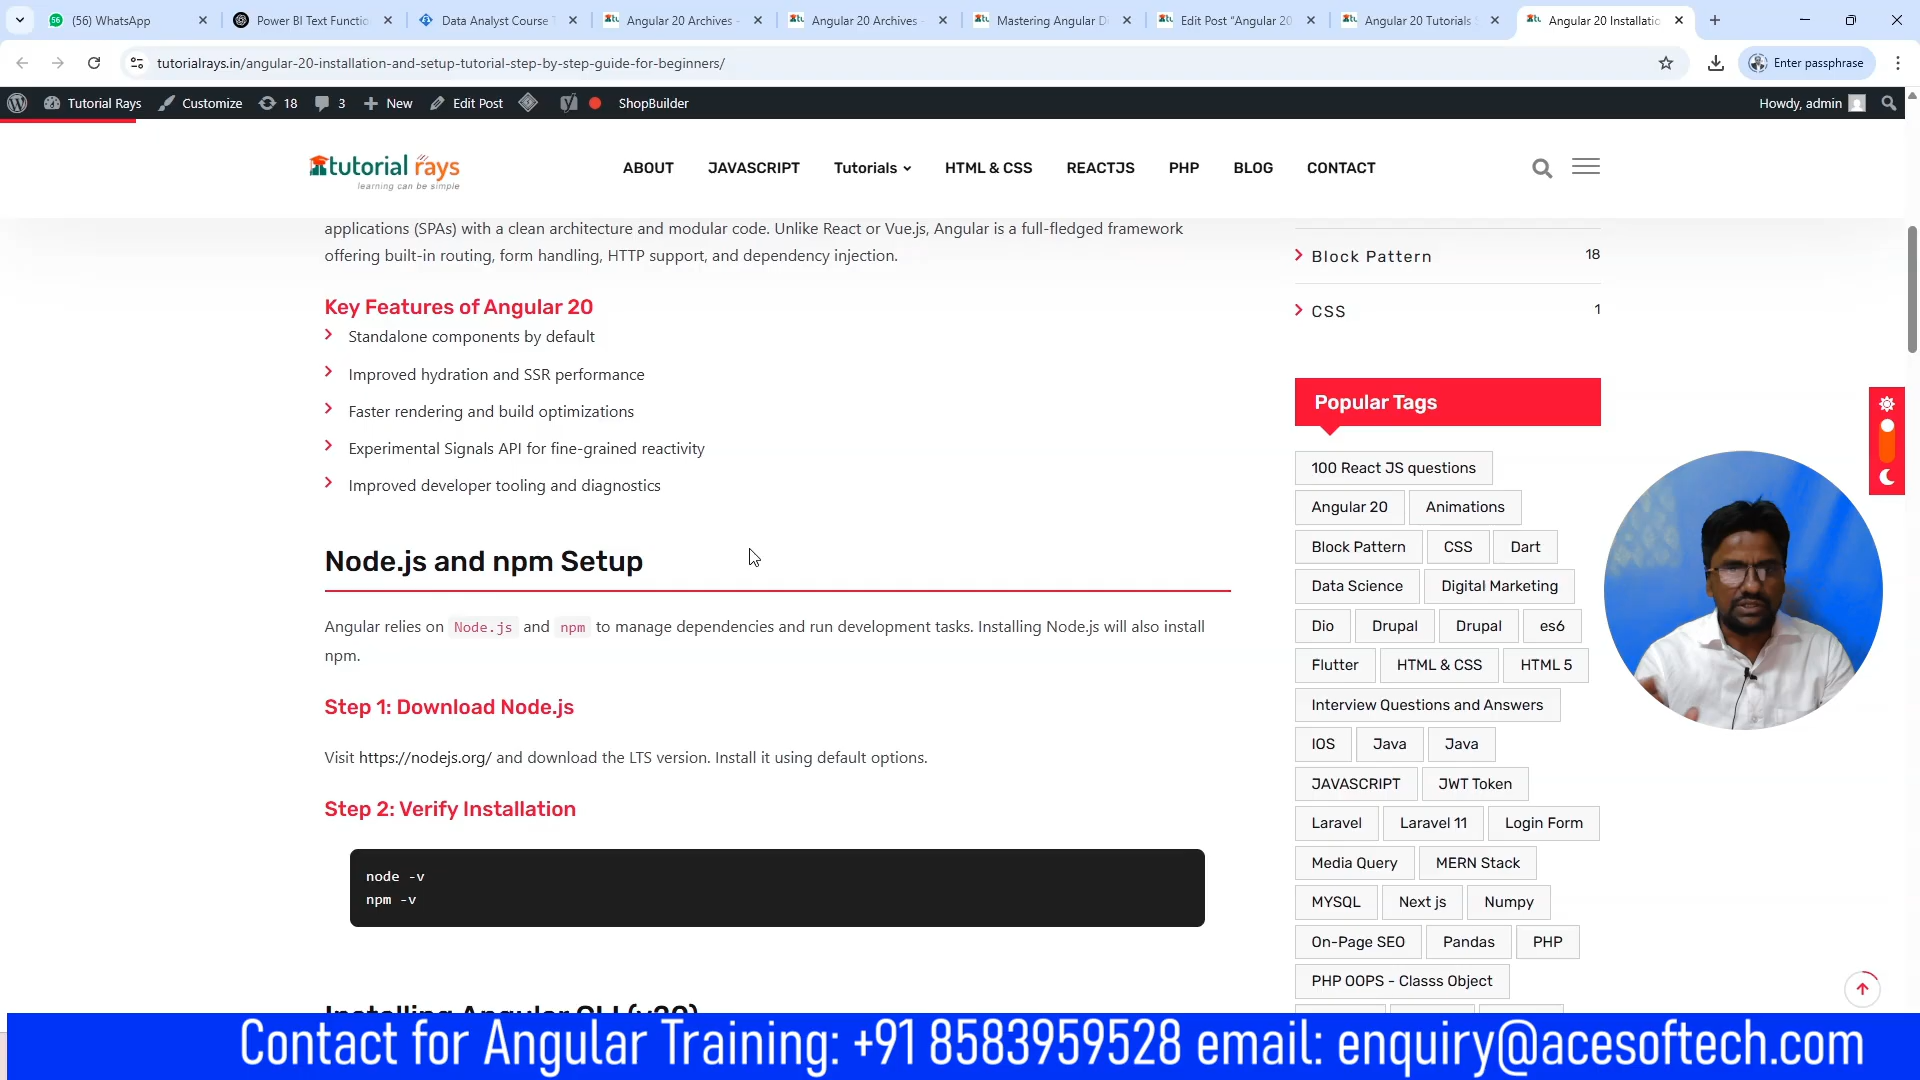 (56) WhatsApp
Power BI Text Functio
Data Analyst Course
Angular 20 Archives -
Angular 20 Archives -
Mastering Angular Di
Edit Post "Angular 20
Angular 20 Tutorials
Angular 20 Installatio
tutorialrays.in/angular-20-installation-and-setup-tutorial-step-by-step-guide-for-beginners/
Enter passphrase
Tutorial Rays
Customize
18
3
New
Edit Post
ShopBuilder
Howdy, admin
tutorial rays
learning can be simple
ABOUT
JAVASCRIPT
Tutorials
HTML & CSS
REACTJS
PHP
BLOG
CONTACT
applications (SPAs) with a clean architecture and modular code. Unlike React or Vue.js, Angular is a full-fledged framework
offering built-in routing, form handling, HTTP support, and dependency injection.
Key Features of Angular 20
Standalone components by default
Improved hydration and SSR performance
Faster rendering and build optimizations
Experimental Signals API for fine-grained reactivity
Improved developer tooling and diagnostics
Node.js and npm Setup
Angular relies on Node.js and npm to manage dependencies and run development tasks. Installing Node.js will also install
npm.
Step 1: Download Node.js
Visit https://nodejs.org/ and download the LTS version. Install it using default options.
Step 2: Verify Installation
node -v
npm -v
Installing Angular CLI (v20)
Block Pattern 18
CSS 1
Popular Tags
100 React JS questions
Angular 20 Animations
Block Pattern CSS Dart
Data Science Digital Marketing
Dio Drupal Drupal es6
Flutter HTML & CSS HTML 5
Interview Questions and Answers
IOS Java Java
JAVASCRIPT JWT Token
Laravel Laravel 11 Login Form
Media Query MERN Stack
MYSQL Next js Numpy
On-Page SEO Pandas PHP
PHP OOPS - Classs Object
Contact for Angular Training: +91 8583959528 email: enquiry@acesoftech.com